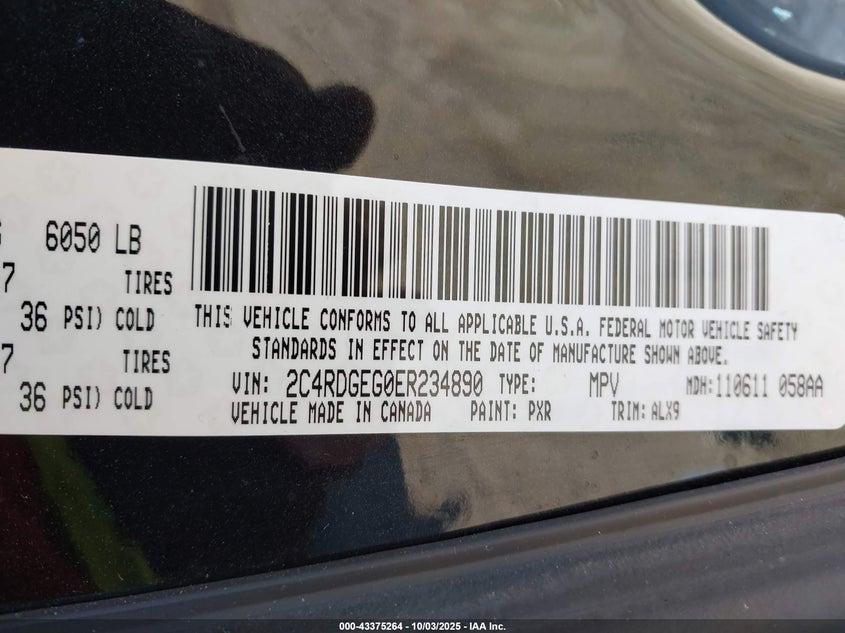 6050 LB
7 TIRES
36 PSI) COLD
7 TIRES
36 PSI) COLD
THIS VEHICLE CONFORMS TO ALL APPLICABLE U.S.A. FEDERAL MOTOR VEHICLE SAFETY
STANDARDS IN EFFECT ON THE DATE OF MANUFACTURE SHOWN ABOVE.
VIN: 2C4RDGEG0ER234890 TYPE: MPV MDH: 110611 058AA
VEHICLE MADE IN CANADA PAINT: PXR TRIM: ALX9
000-43375264 - 10/03/2025 - IAA Inc.